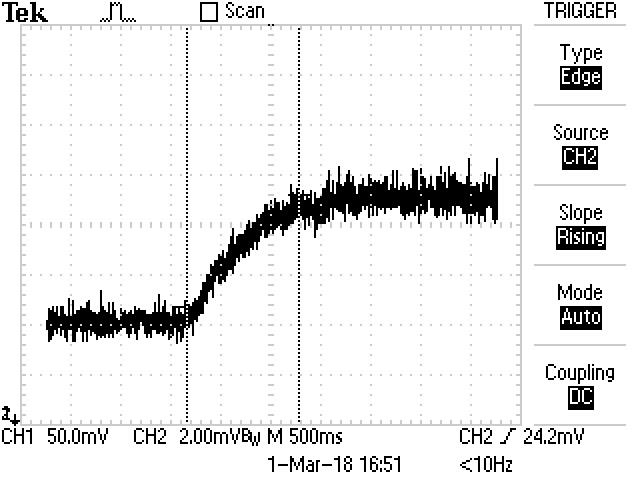 Tek
Scan
TRIGGER
Type
Edge
Source
CH2
Slope
Rising
Mode
Auto
Coupling
DC
CH1 50.0mV CH2 2.00mVBW M 500ms CH2 24.2mV
1-Mar-18 16:51 <10Hz